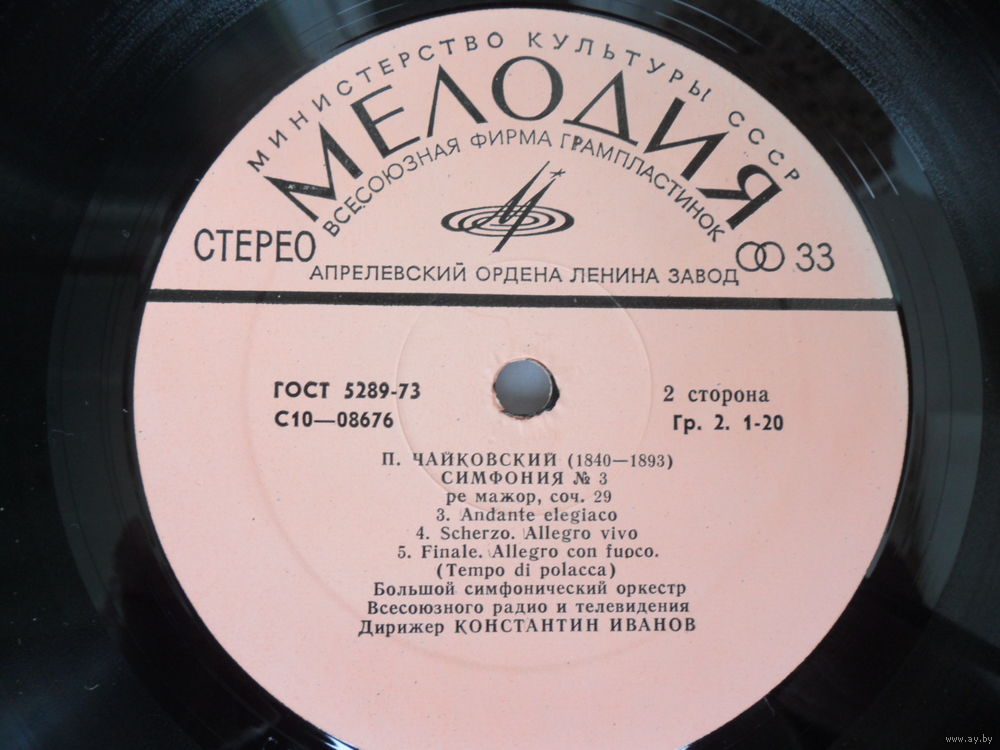 МИНИСТЕРСТВО КУЛЬТУРЫ СССР
МЕЛОДИЯ
ВСЕСОЮЗНАЯ ФИРМА ГРАМПЛАСТИНОК
СТЕРЕО
33
АПРЕЛЕВСКИЙ ОРДЕНА ЛЕНИНА ЗАВОД
ГОСТ 5289-73
2 сторона
С10—08676
Гр. 2. 1-20
П. ЧАЙКОВСКИЙ (1840—1893)
СИМФОНИЯ № 3
ре мажор, соч. 29
3. Andante elegiaco
4. Scherzo. Allegro vivo
5. Finale. Allegro con fuoco.
(Tempo di polacca)
Большой симфонический оркестр
Всесоюзного радио и телевидения
Дирижер КОНСТАНТИН ИВАНОВ
www.ay.by